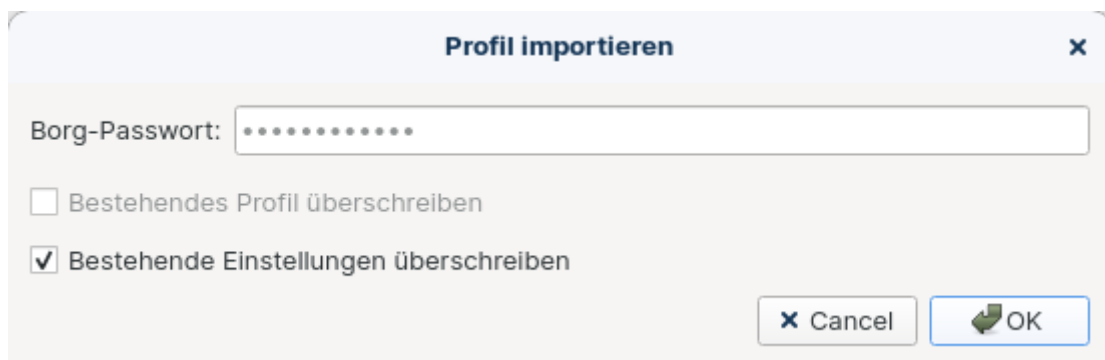 Profil importieren
Borg-Passwort: ••••••••••••
Bestehendes Profil überschreiben
Bestehende Einstellungen überschreiben
Cancel OK